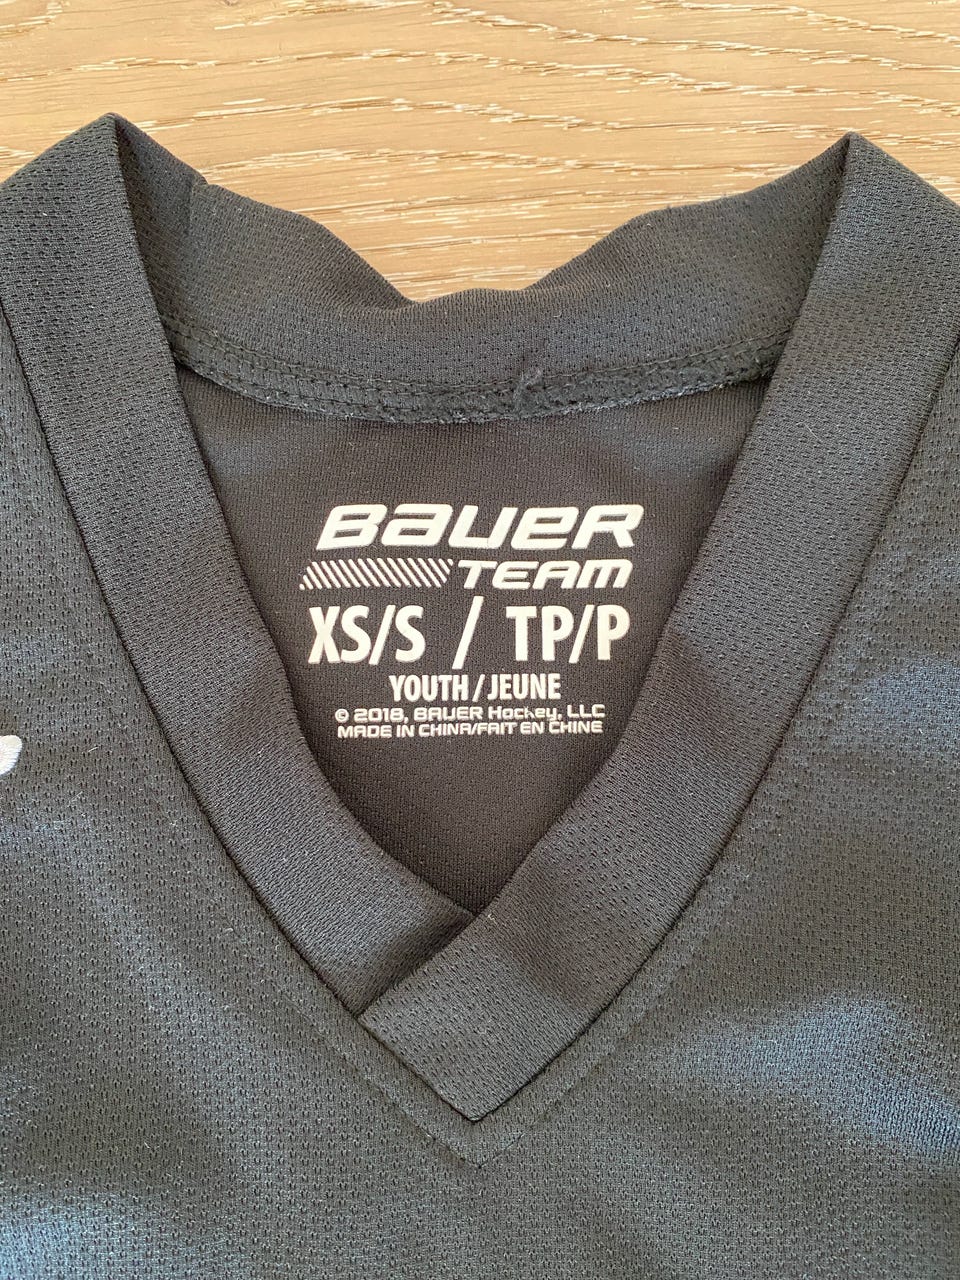 BAUER
TEAM
XS/S / TP/P
YOUTH / JEUNE
© 2018, BAUER Hockey, LLC
MADE IN CHINA/FAIT EN CHINE